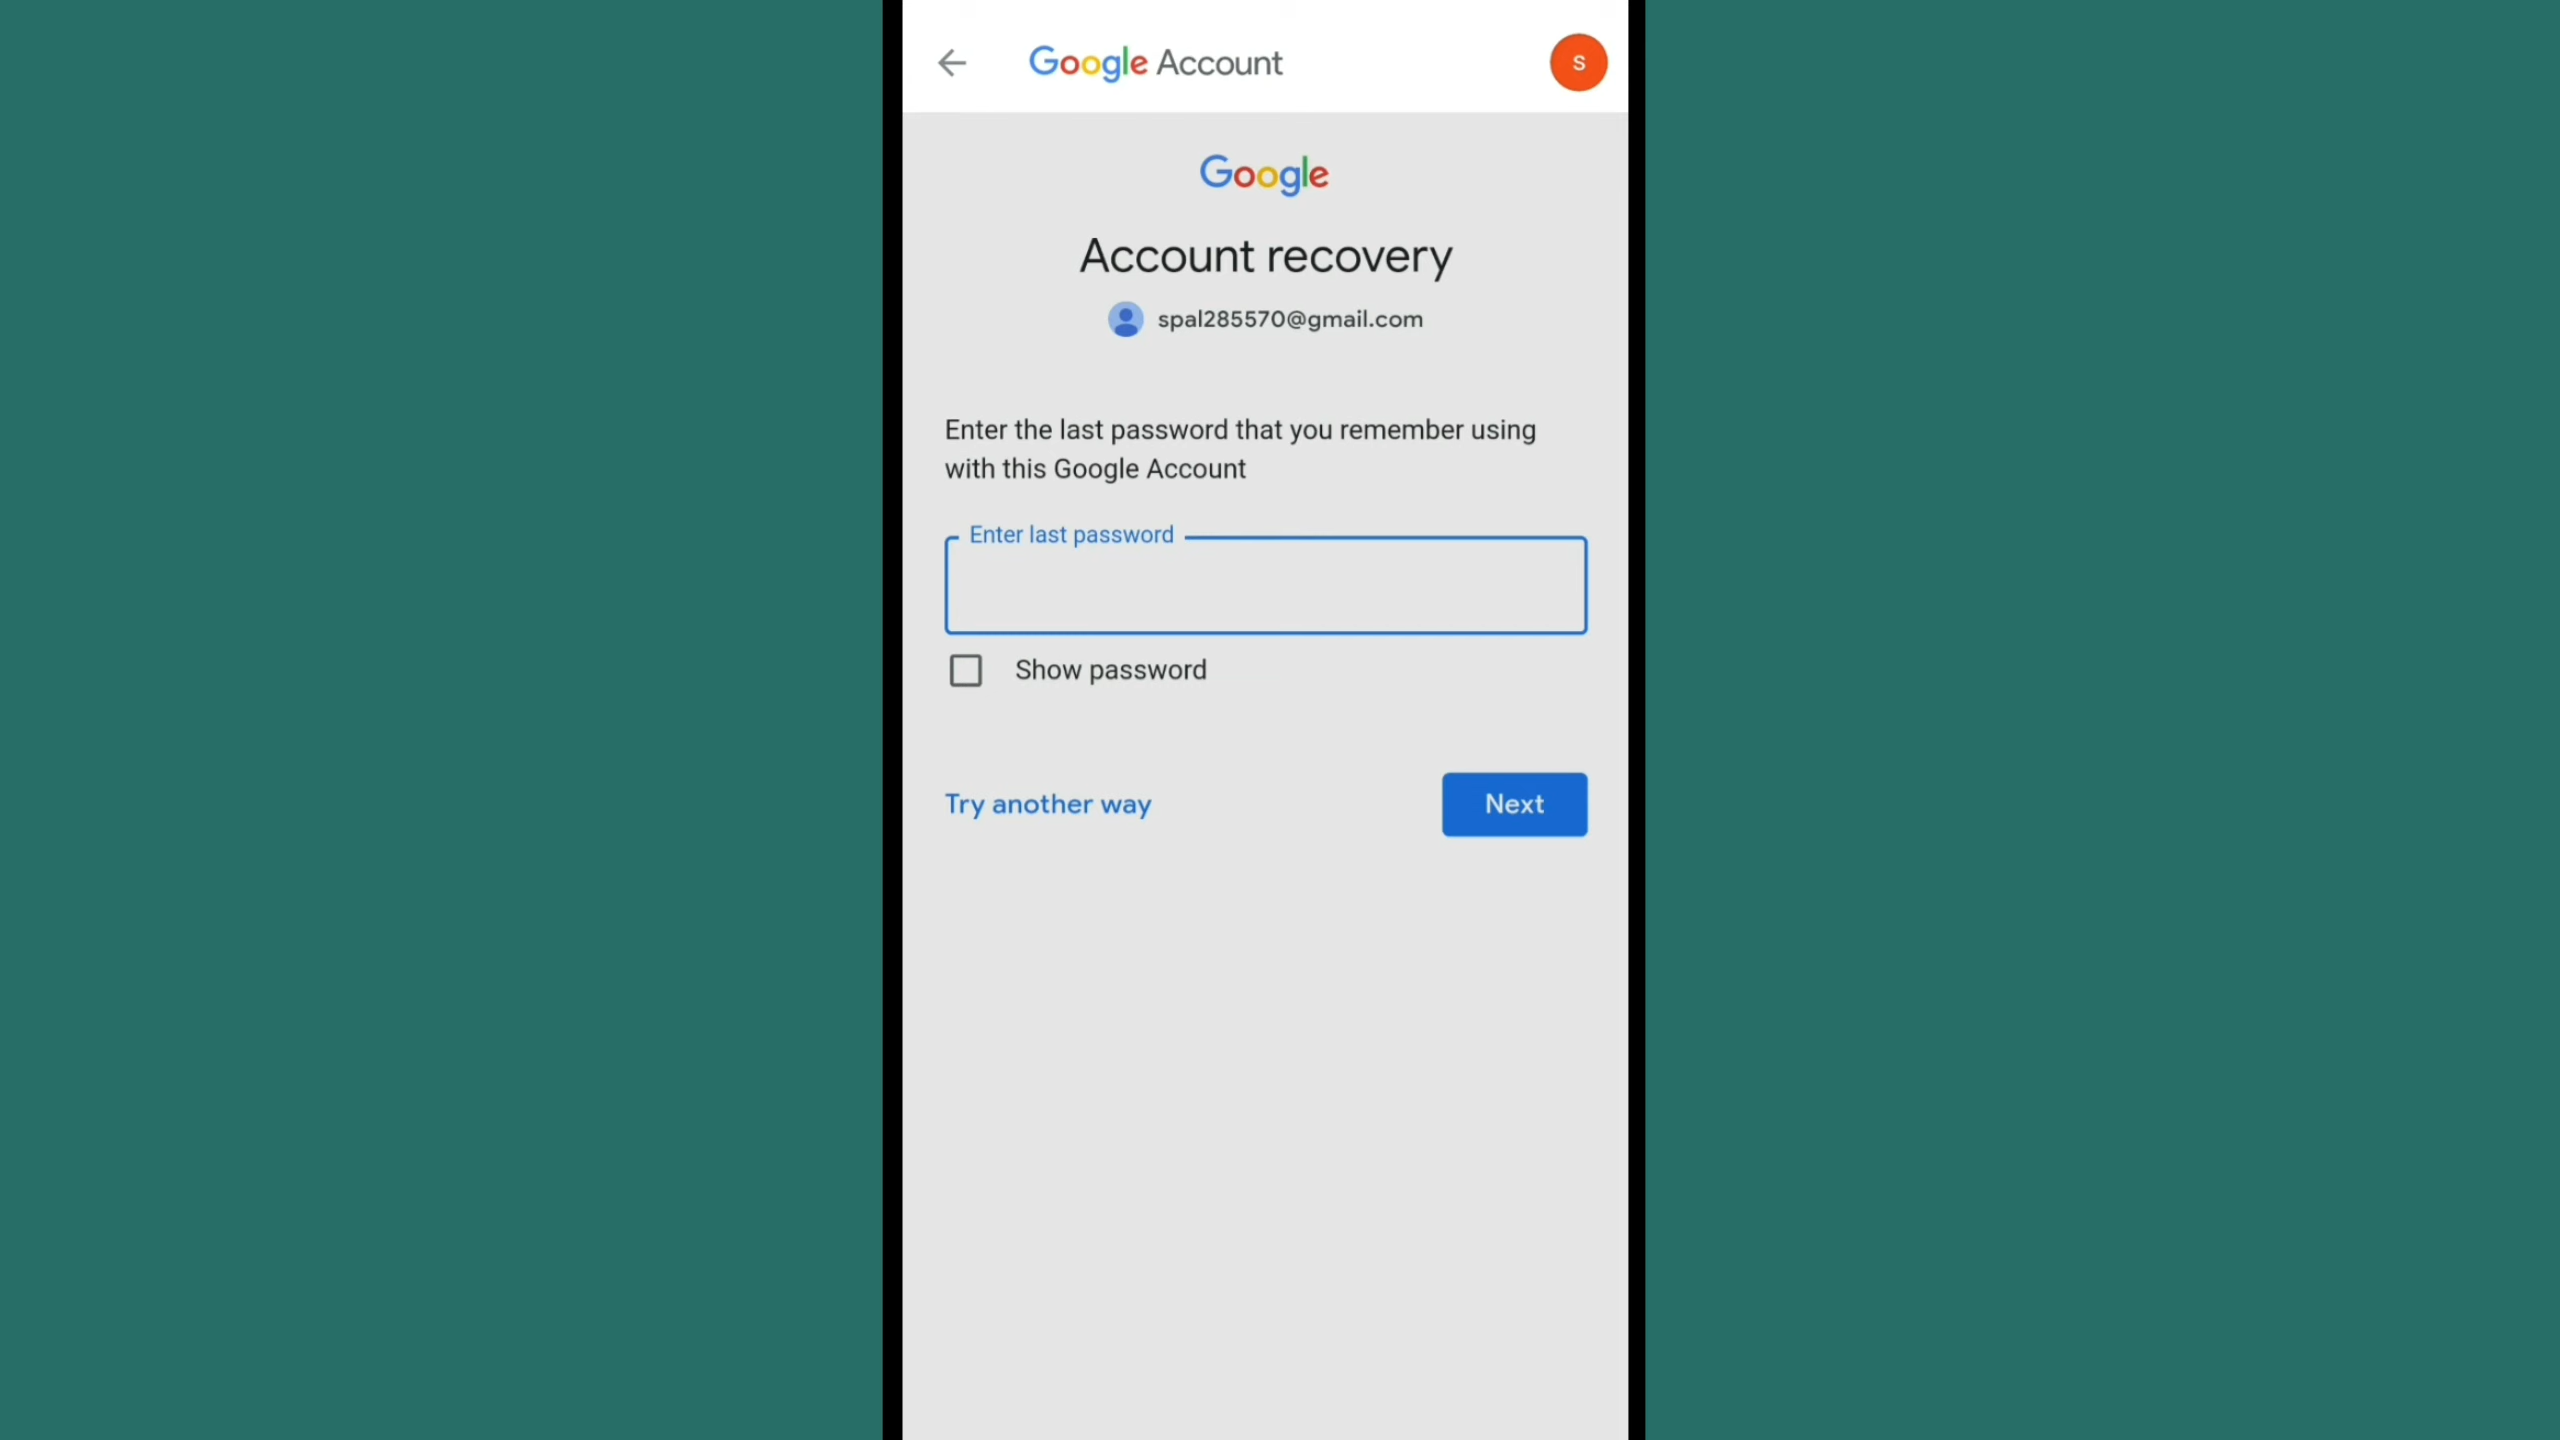 Google Account
S
Google
Account recovery
spal285570@gmail.com
Enter the last password that you remember using
with this Google Account
Enter last password
Show password
Try another way
Next